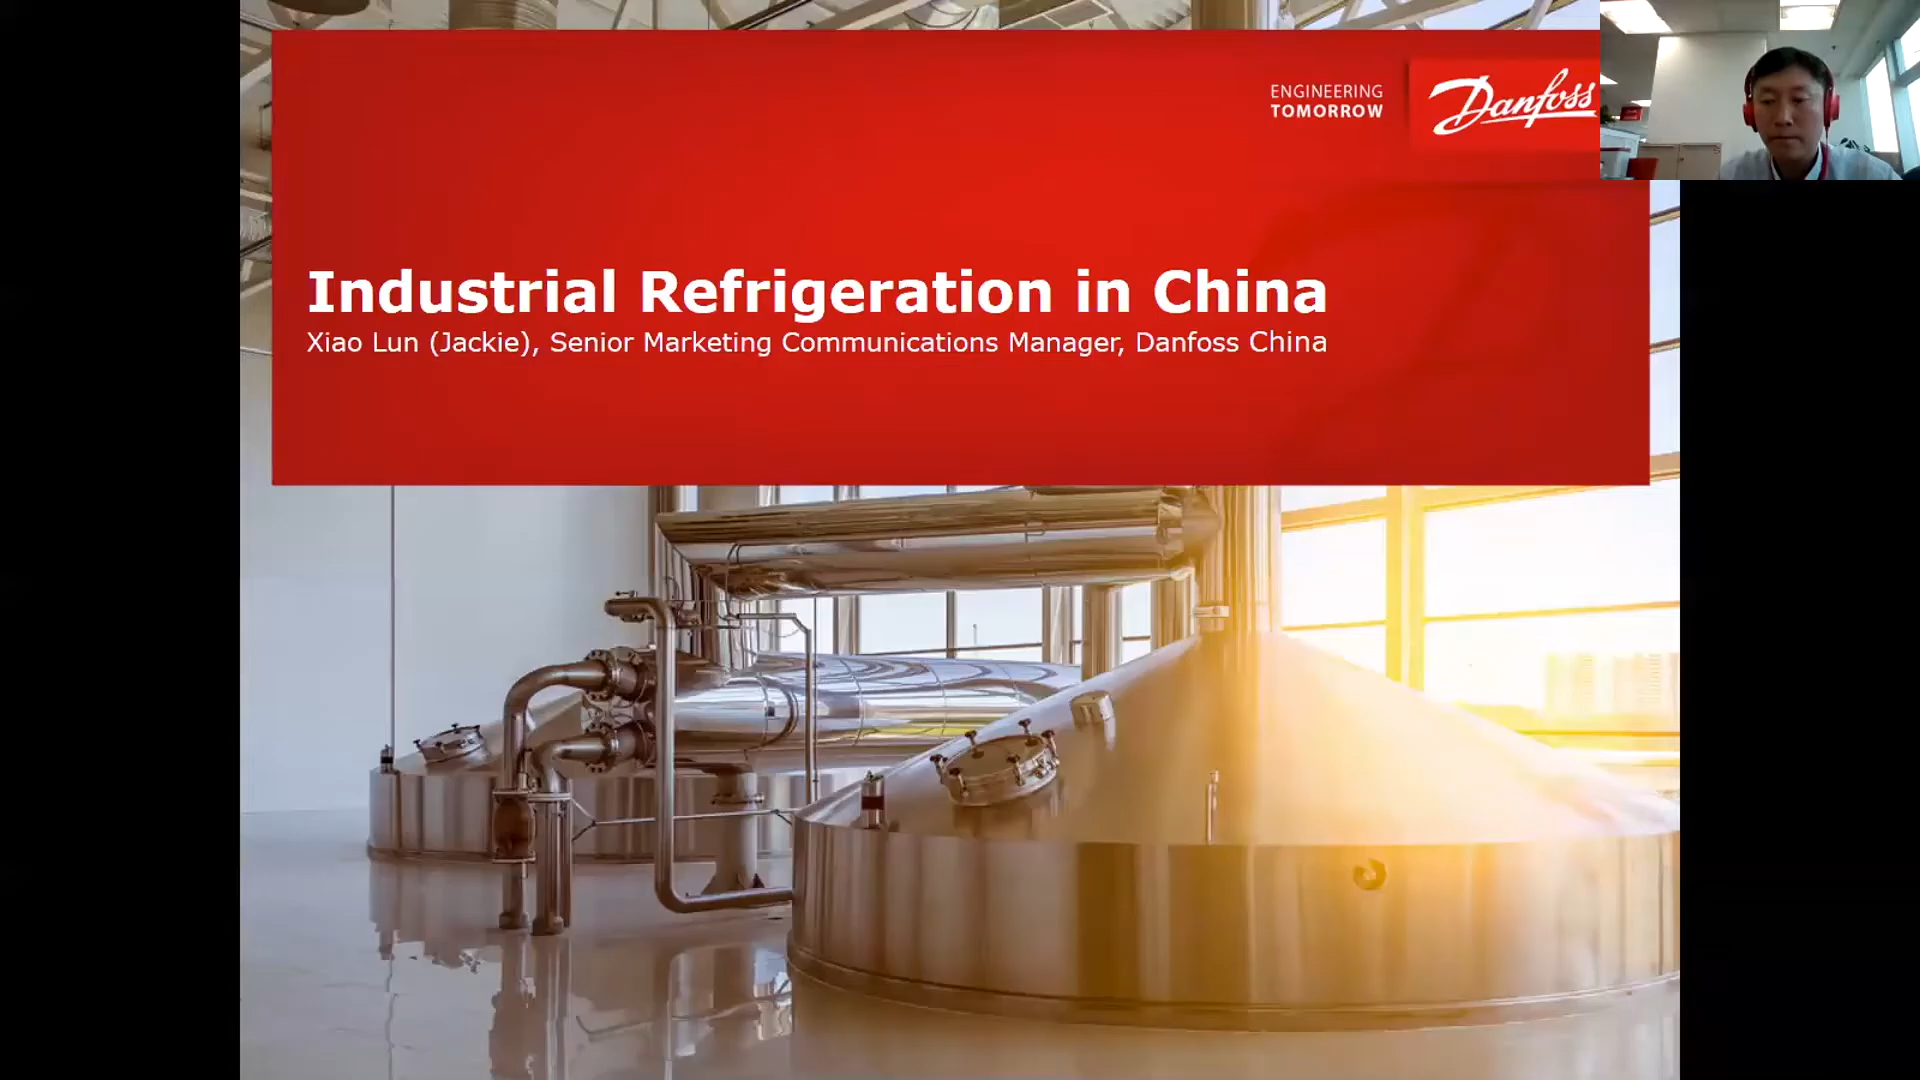 ENGINEERING
TOMORROW
Danfoss
Industrial Refrigeration in China
Xiao Lun (Jackie), Senior Marketing Communications Manager, Danfoss China